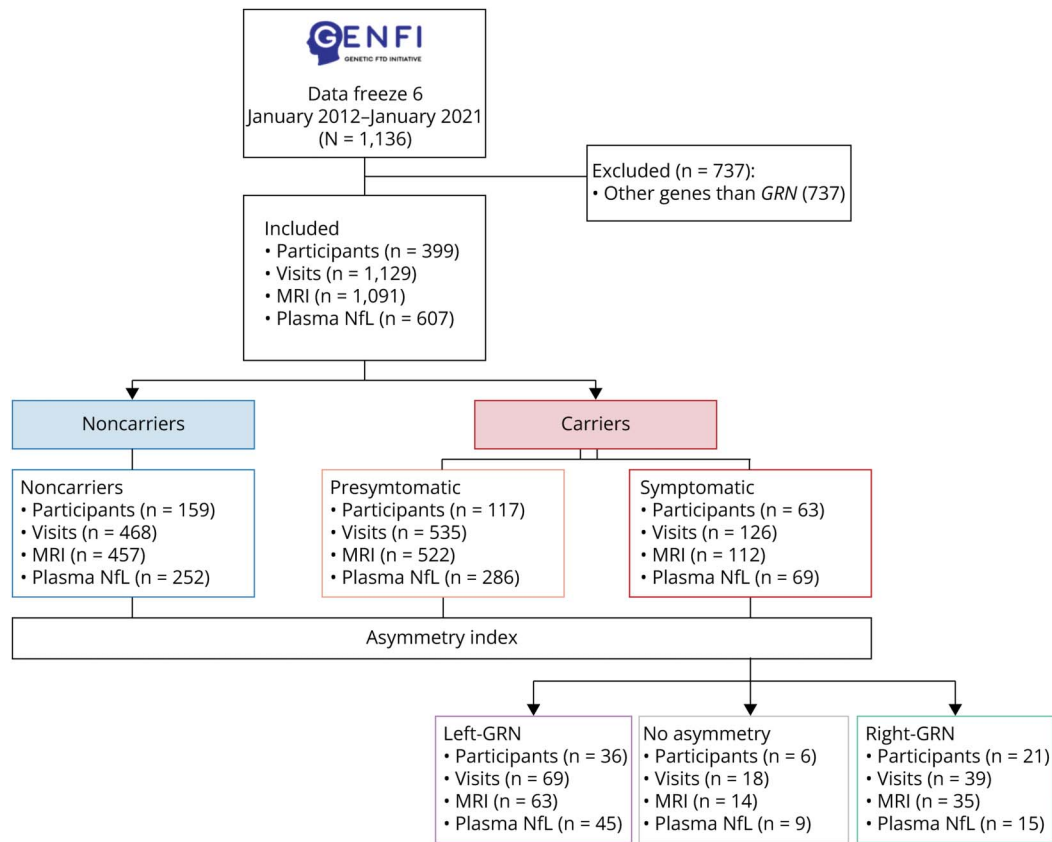 GENFI
GENETIC FTD INITIATIVE
Data freeze 6
January 2012–January 2021
(N = 1,136)
Excluded (n = 737):
• Other genes than GRN (737)
Included
• Participants (n = 399)
• Visits (n = 1,129)
• MRI (n = 1,091)
• Plasma NfL (n = 607)
Noncarriers
Carriers
Noncarriers
• Participants (n = 159)
• Visits (n = 468)
• MRI (n = 457)
• Plasma NfL (n = 252)
Presymtomatic
• Participants (n = 117)
• Visits (n = 535)
• MRI (n = 522)
• Plasma NfL (n = 286)
Symptomatic
• Participants (n = 63)
• Visits (n = 126)
• MRI (n = 112)
• Plasma NfL (n = 69)
Asymmetry index
Left-GRN
• Participants (n = 36)
• Visits (n = 69)
• MRI (n = 63)
• Plasma NfL (n = 45)
No asymmetry
• Participants (n = 6)
• Visits (n = 18)
• MRI (n = 14)
• Plasma NfL (n = 9)
Right-GRN
• Participants (n = 21)
• Visits (n = 39)
• MRI (n = 35)
• Plasma NfL (n = 15)